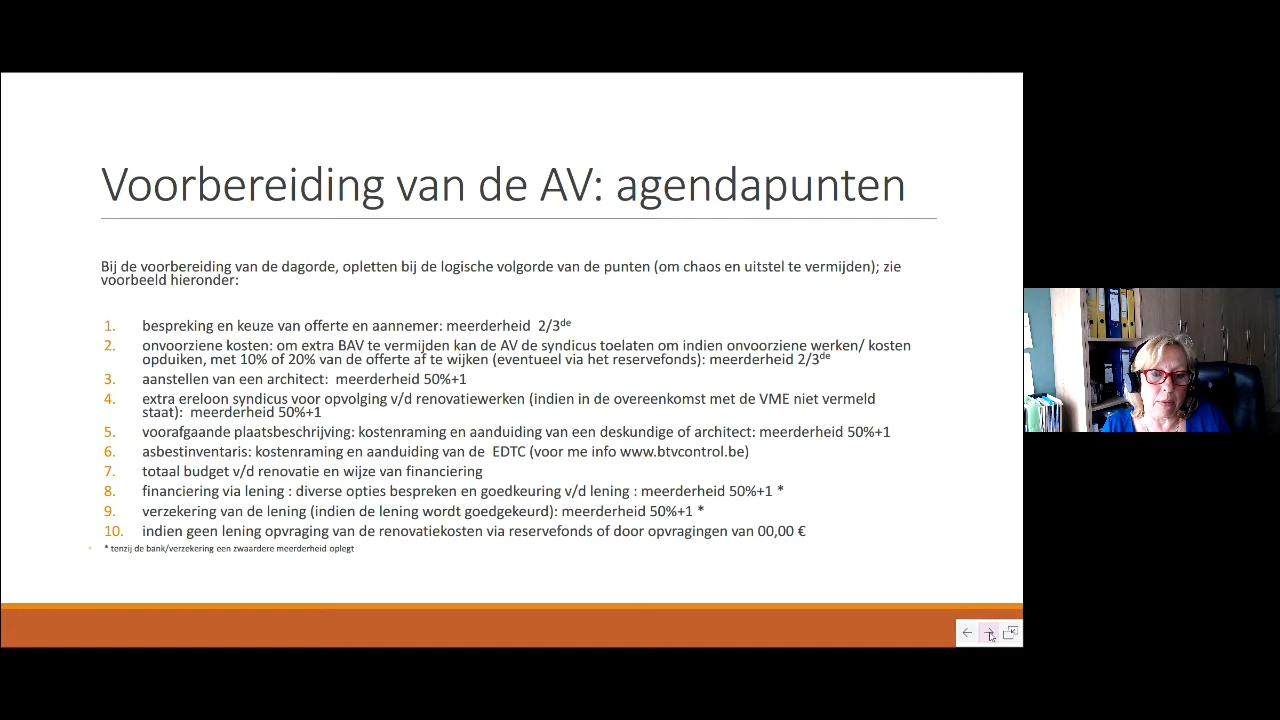 Voorbereiding van de AV: agendapunten
Bij de voorbereiding van de dagorde, opletten bij de logische volgorde van de punten (om chaos en uitstel te vermijden); zie
voorbeeld hieronder:
1. bespreking en keuze van offerte en aannemer: meerderheid 2/3de
2. onvoorziene kosten: om extra BAV te vermijden kan de AV de syndicus toelaten om indien onvoorziene werken/ kosten
opduiken, met 10% of 20% van de offerte af te wijken (eventueel via het reservefonds): meerderheid 2/3de
3. aanstellen van een architect: meerderheid 50%+1
4. extra ereloon syndicus voor opvolging v/d renovatiewerken (indien in de overeenkomst met de VME niet vermeld
staat): meerderheid 50%+1
5. voorafgaande plaatsbeschrijving: kostenraming en aanduiding van een deskundige of architect: meerderheid 50%+1
6. asbestinventaris: kostenraming en aanduiding van de EDTC (voor me info www.btvcontrol.be)
7. totaal budget v/d renovatie en wijze van financiering
8. financiering via lening : diverse opties bespreken en goedkeuring v/d lening : meerderheid 50%+1 *
9. verzekering van de lening (indien de lening wordt goedgekeurd): meerderheid 50%+1 *
10. indien geen lening opvraging van de renovatiekosten via reservefonds of door opvragingen van 00,00 €
* tenzij de bank/verzekering een zwaardere meerderheid oplegt